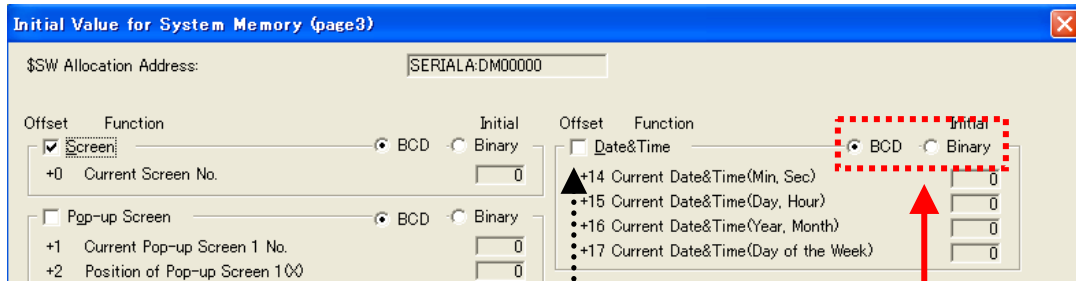 Initial Value for System Memory (page3)
$SW Allocation Address: SERIALA:DM00000
Offset Function Initial
Screen BCD Binary
+0 Current Screen No. 0
Pop-up Screen BCD Binary
+1 Current Pop-up Screen 1 No. 0
+2 Position of Pop-up Screen 1(X) 0
Offset Function Initial
Date&Time BCD Binary
+14 Current Date&Time(Min, Sec) 0
+15 Current Date&Time(Day, Hour) 0
+16 Current Date&Time(Year, Month) 0
+17 Current Date&Time(Day of the Week) 0